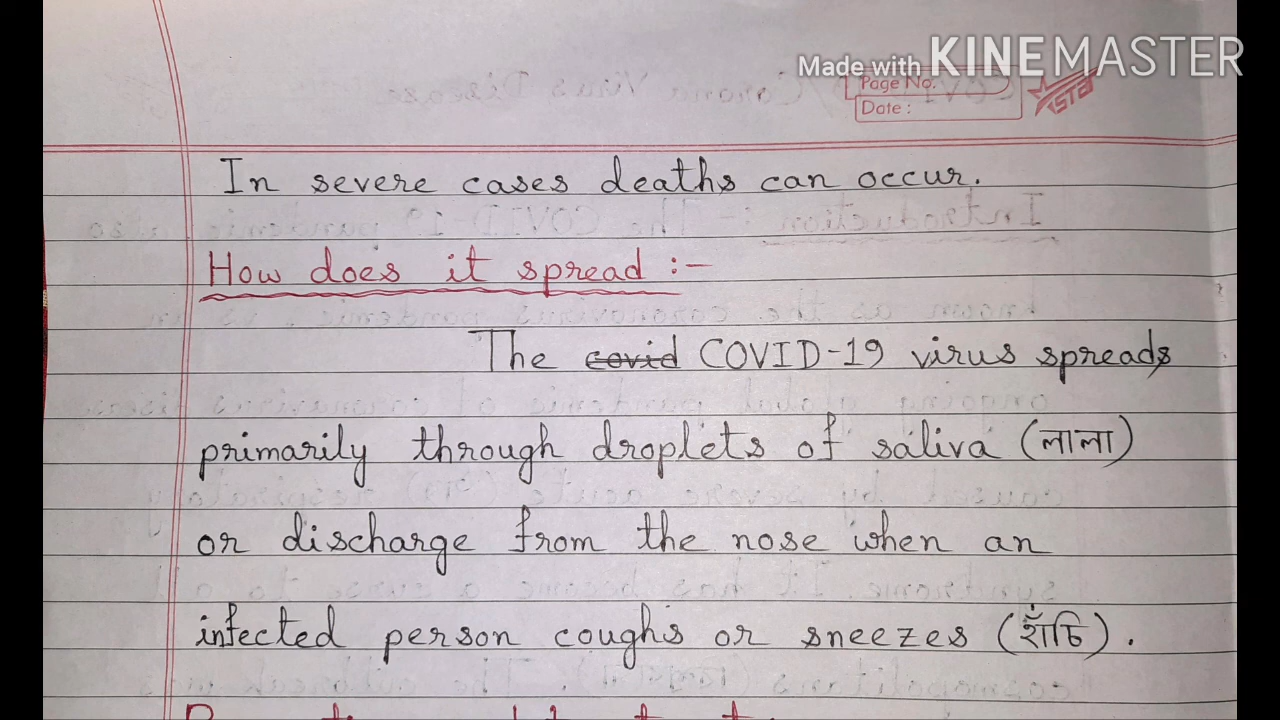 Made with KINEMASTER
Page No.
Date :
STAR
In severe cases deaths can occur.
How does it spread :-
The covid COVID-19 virus spreads
primarily through droplets of saliva (লালা)
or discharge from the nose when an
infected person coughs or sneezes (হাঁচি).